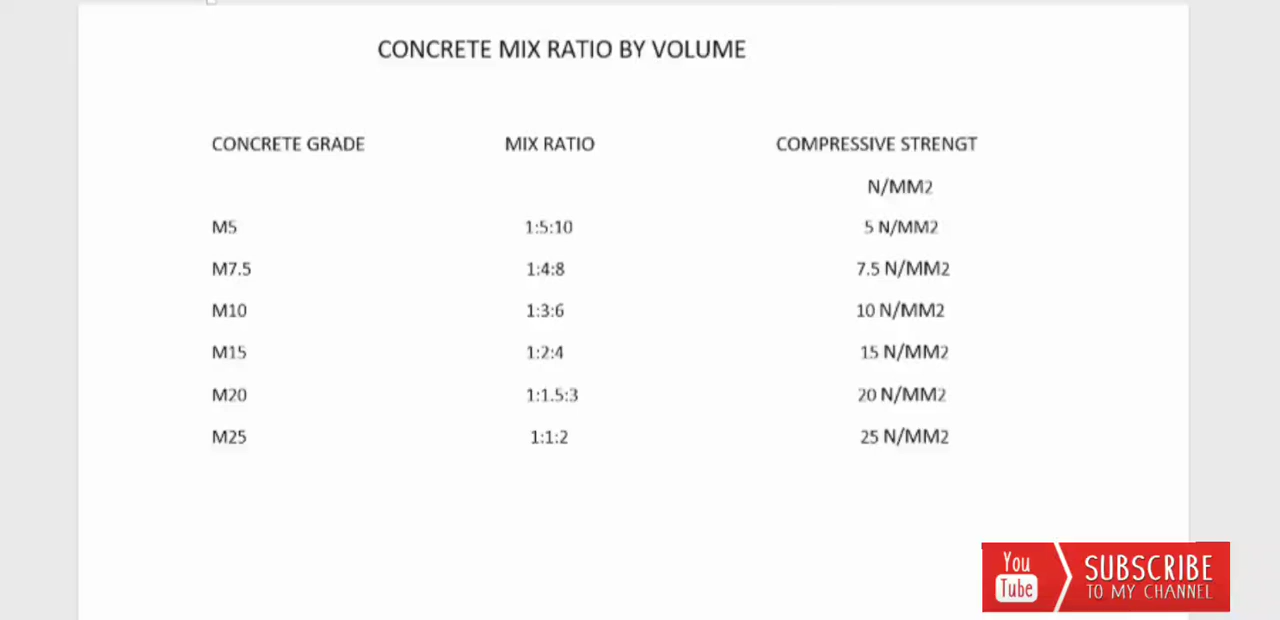 CONCRETE MIX RATIO BY VOLUME
CONCRETE GRADE MIX RATIO COMPRESSIVE STRENGT
N/MM2
M5 1:5:10 5 N/MM2
M7.5 1:4:8 7.5 N/MM2
M10 1:3:6 10 N/MM2
M15 1:2:4 15 N/MM2
M20 1:1.5:3 20 N/MM2
M25 1:1:2 25 N/MM2
You Tube SUBSCRIBE
TO MY CHANNEL